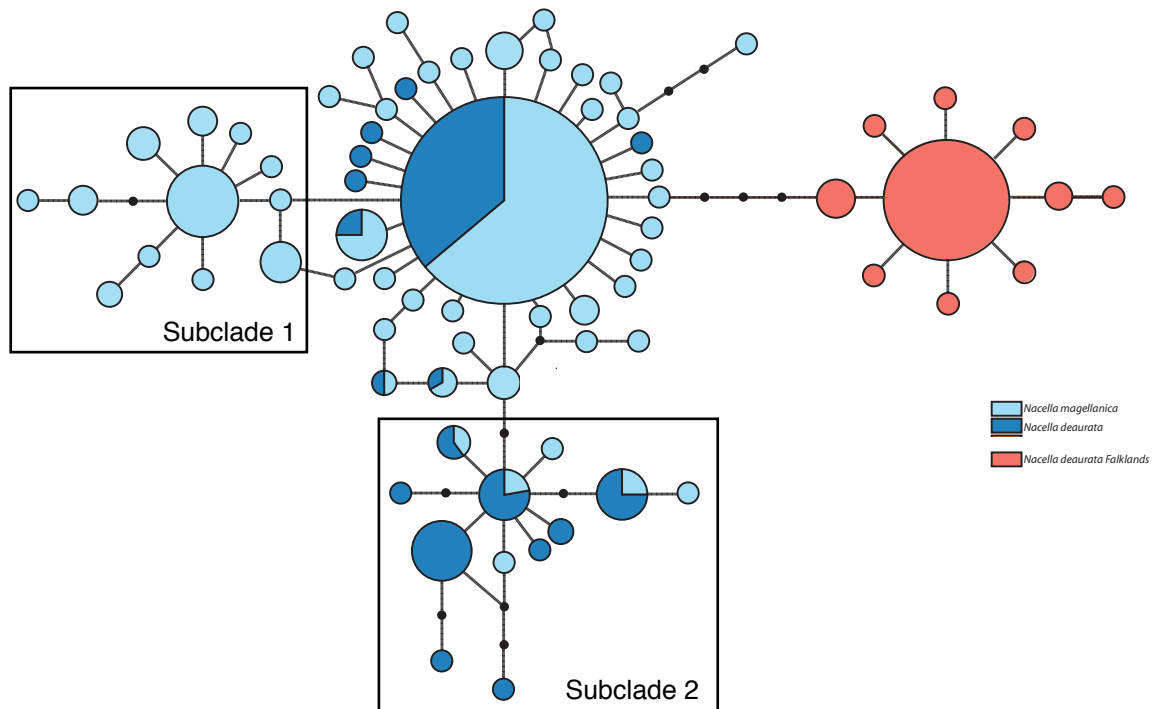 Subclade 1
Nacella magellanica
Nacella deaurata
Nacella deaurata Falklands
Subclade 2